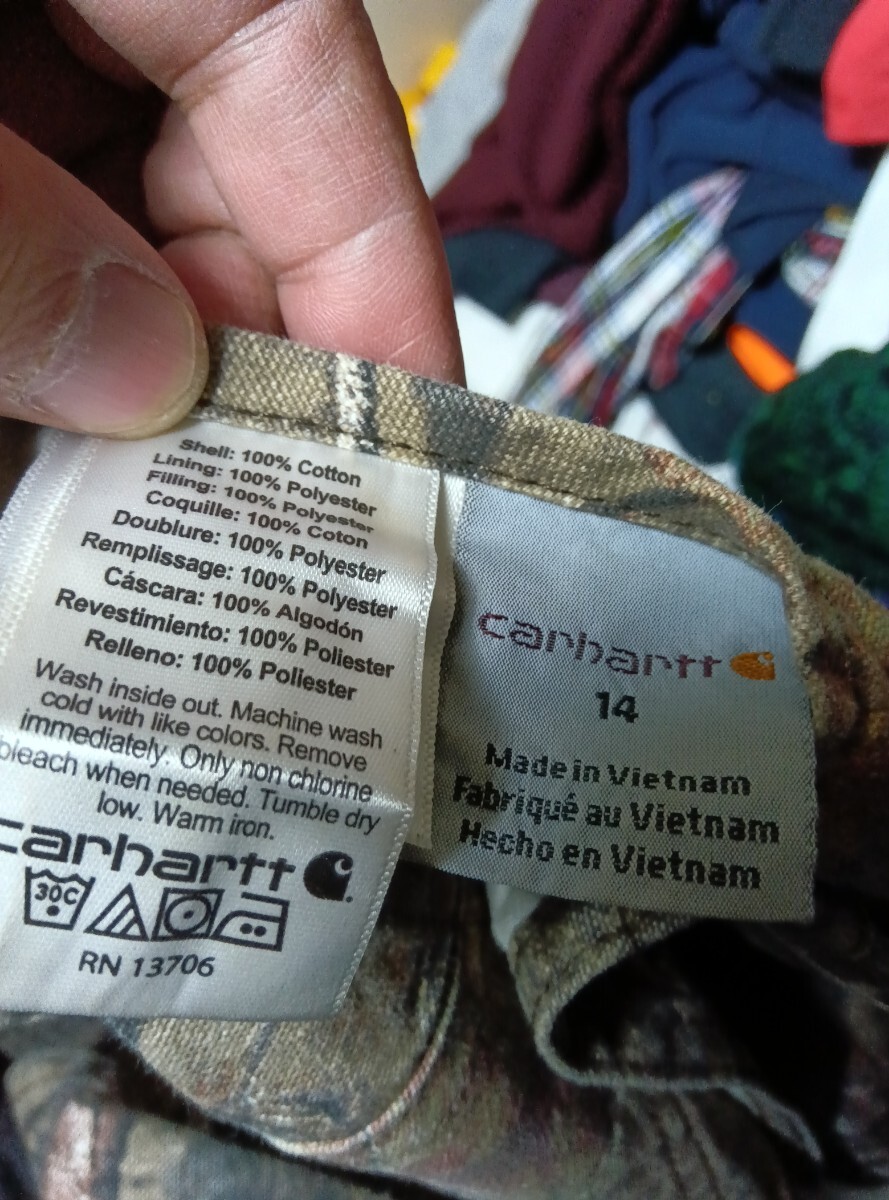 Shell: 100% Cotton
Lining: 100% Polyester
Filling: 100% Polyester
Coquille: 100% Coton
Doublure: 100% Polyester
Remplissage: 100% Polyester
Cáscara: 100% Algodón
Revestimiento: 100% Poliester
Relleno: 100% Poliester
Wash inside out. Machine wash
cold with like colors. Remove
immediately. Only non chlorine
bleach when needed. Tumble dry
low. Warm iron.
carhartt
30C
RN 13706
carhartt
14
Made in Vietnam
Fabriqué au Vietnam
Hecho en Vietnam